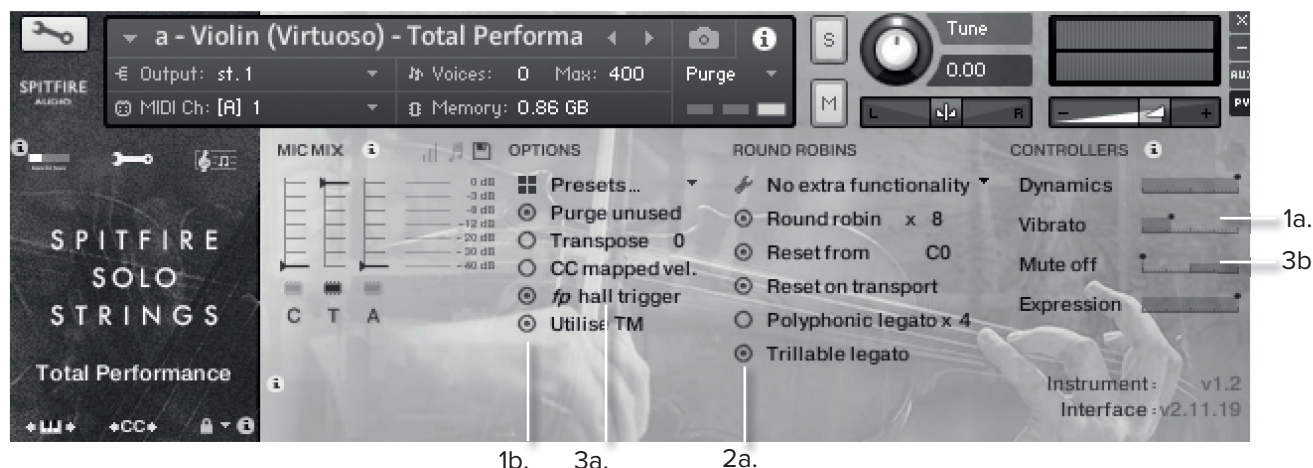 a - Violin (Virtuoso) - Total Performa
S
Tune
0.00
X
AUX
PV
Output: st. 1
Voices: 0 Max: 400
Purge
MIDI Ch: [A] 1
Memory: 0.86 GB
M
L R
- +
SPITFIRE
AUDIO
SPITFIRE
SOLO
STRINGS
Total Performance
CC
MIC MIX
0 dB
-3 dB
-8 dB
-12 dB
-20 dB
-30 dB
-60 dB
C T A
OPTIONS
Presets...
Purge unused
Transpose 0
CC mapped vel.
fp hall trigger
Utilise TM
ROUND ROBINS
No extra functionality
Round robin x 8
Reset from C0
Reset on transport
Polyphonic legato x 4
Trillable legato
CONTROLLERS
Dynamics
Vibrato
Mute off
Expression
Instrument: v1.2
Interface: v2.11.19
1a.
3b
1b.
3a.
2a.